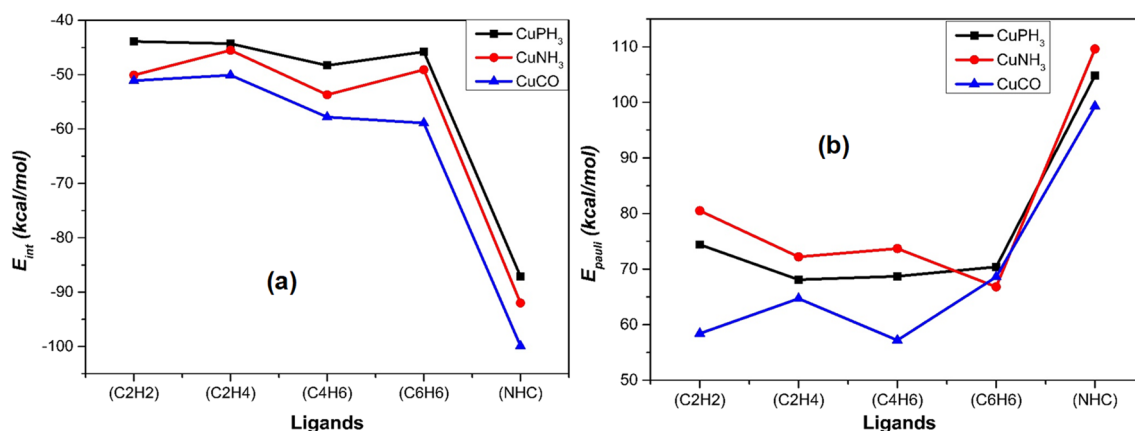 -40
-50
-60
-70
-80
-90
-100
E_int (kcal/mol)
CuPH₃
CuNH₃
CuCO
(a)
(C2H2) (C2H4) (C4H6) (C6H6) (NHC)
Ligands
110
100
90
80
70
60
50
E_pauli (kcal/mol)
CuPH₃
CuNH₃
CuCO
(b)
(C2H2) (C2H4) (C4H6) (C6H6) (NHC)
Ligands